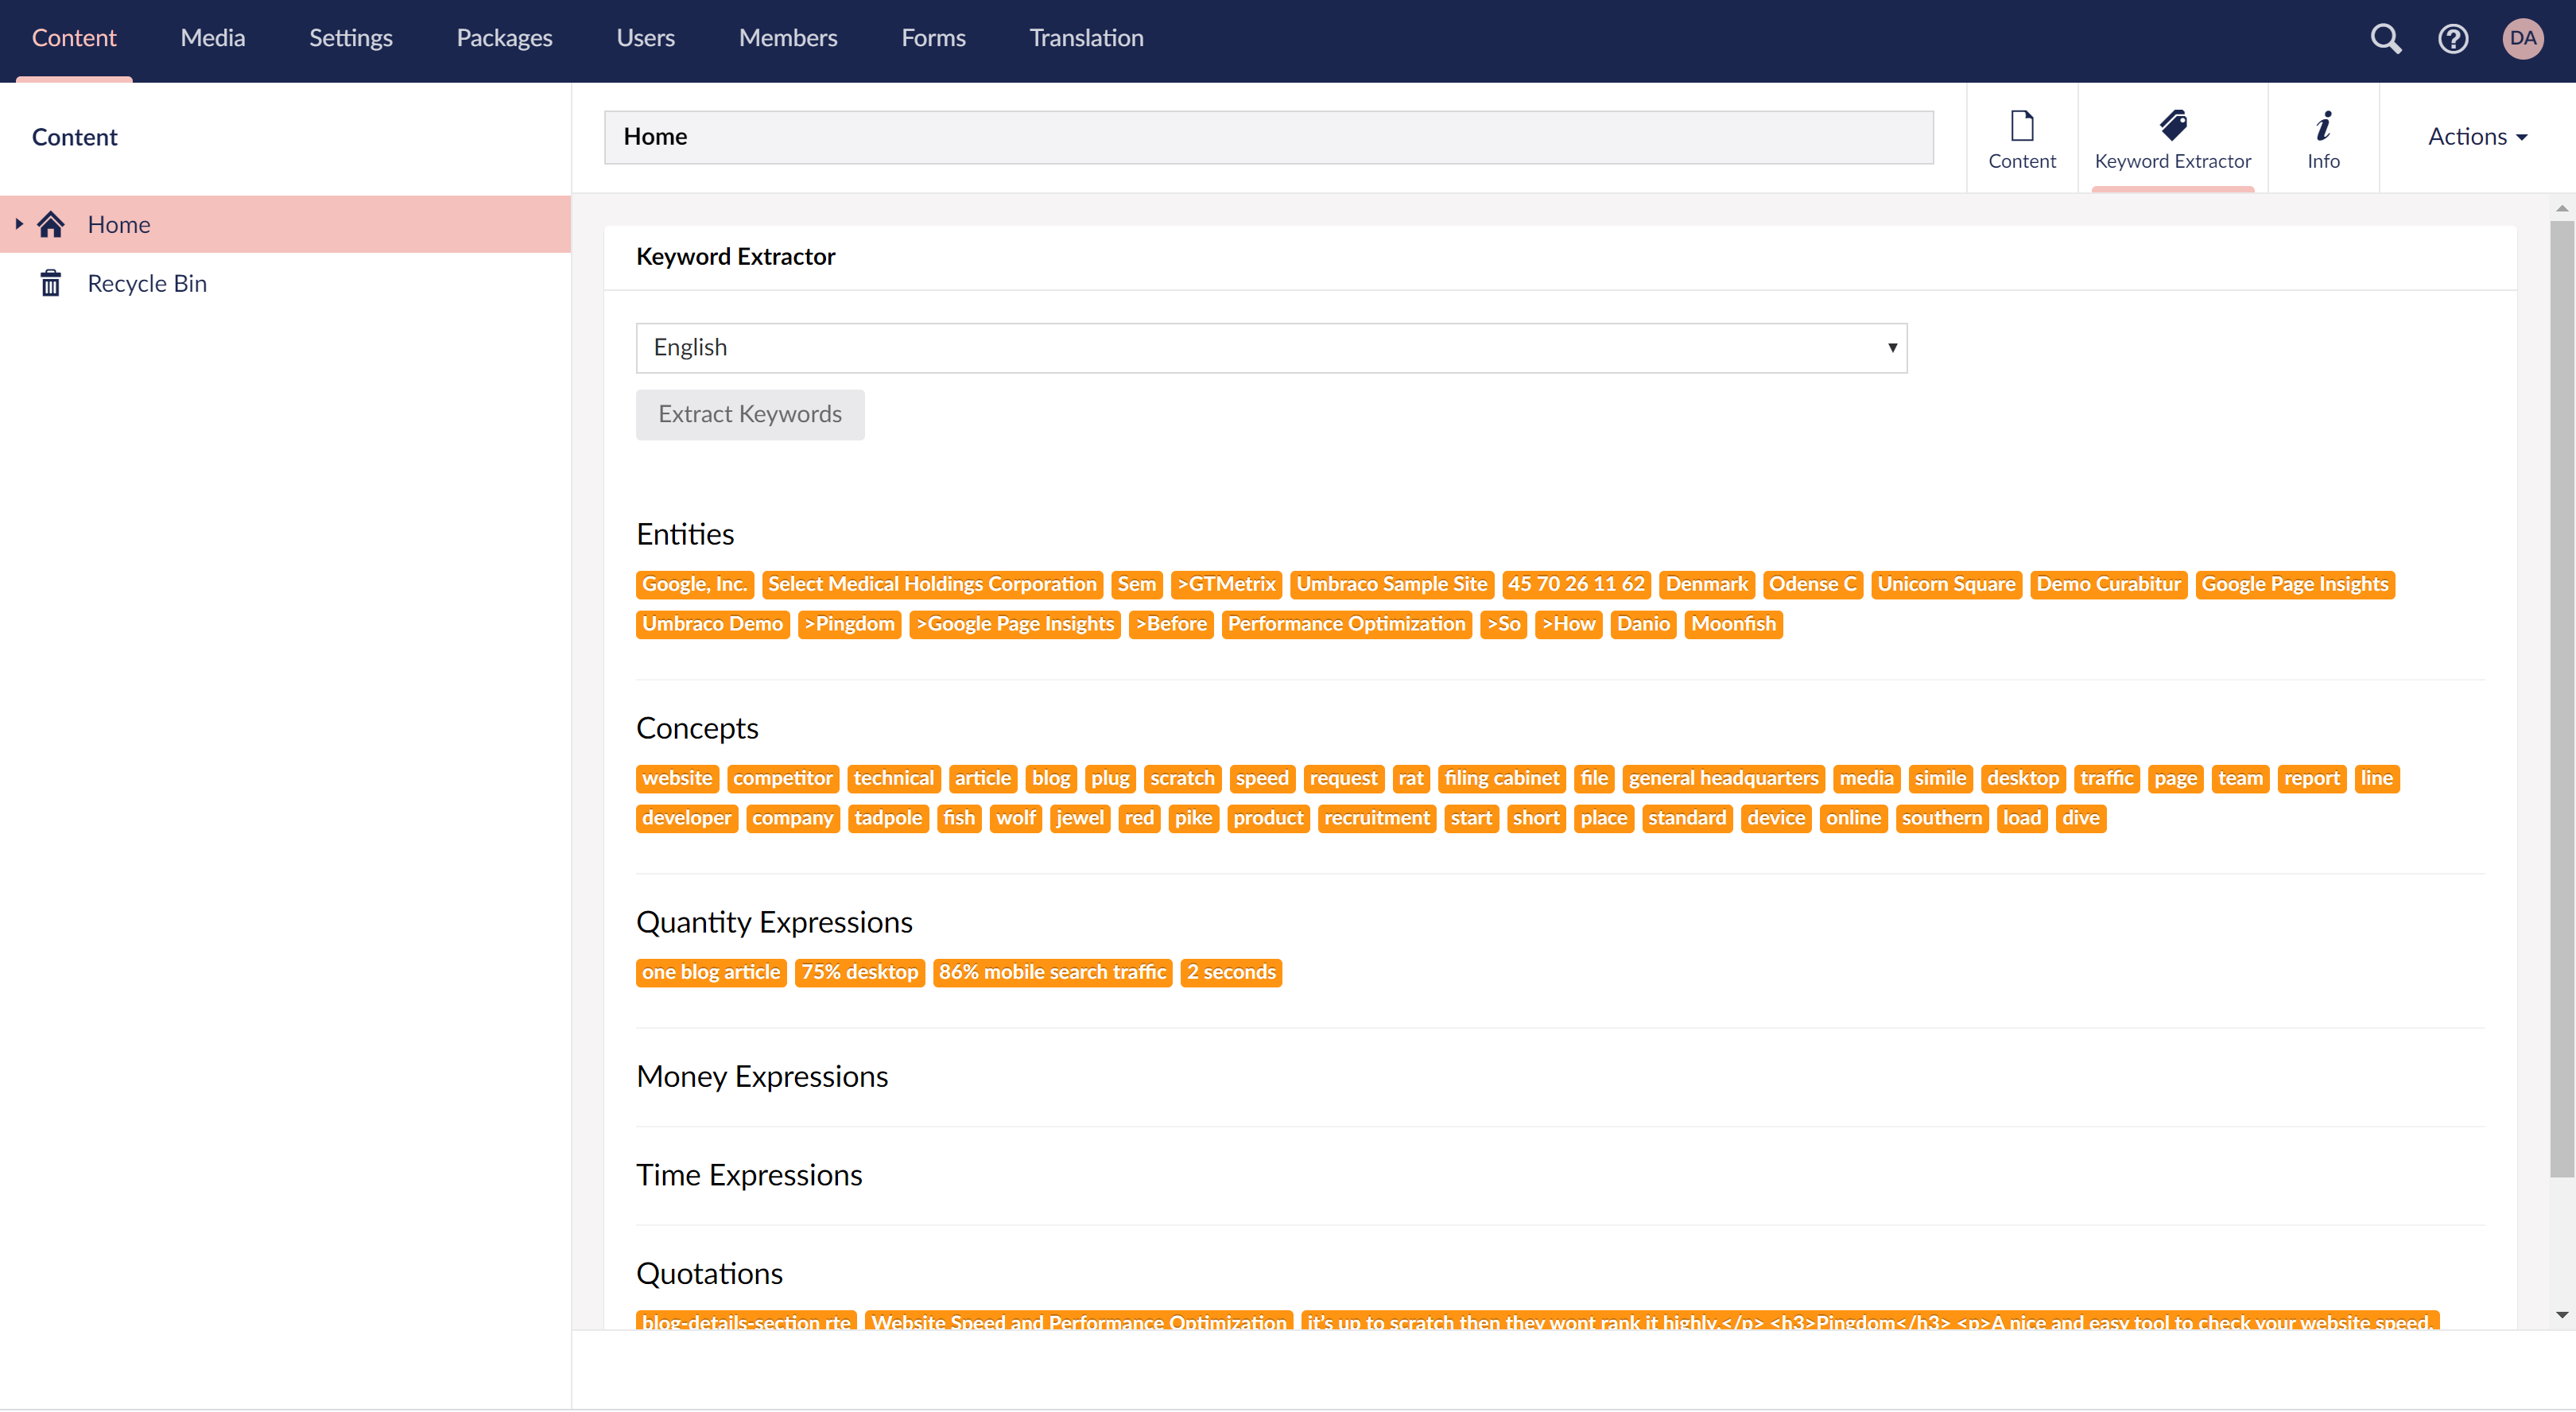 Content Media Settings Packages Users Members Forms Translation DA
Content
Home
Recycle Bin
Home
Content
Keyword Extractor
Info
Actions
Keyword Extractor
English
Extract Keywords
Entities
Google, Inc. Select Medical Holdings Corporation Sem >GTMetrix Umbraco Sample Site 45 70 26 11 62 Denmark Odense C Unicorn Square Demo Curabitur Google Page Insights
Umbraco Demo >Pingdom >Google Page Insights >Before Performance Optimization >So >How Danio Moonfish
Concepts
website competitor technical article blog plug scratch speed request rat filing cabinet file general headquarters media simile desktop traffic page team report line
developer company tadpole fish wolf jewel red pike product recruitment start short place standard device online southern load dive
Quantity Expressions
one blog article 75% desktop 86% mobile search traffic 2 seconds
Money Expressions
Time Expressions
Quotations
blog-details-section rte Website Speed and Performance Optimization it's up to scratch then they wont rank it highly.</p> <h3>Pingdom</h3> <p>A nice and easy tool to check your website speed.